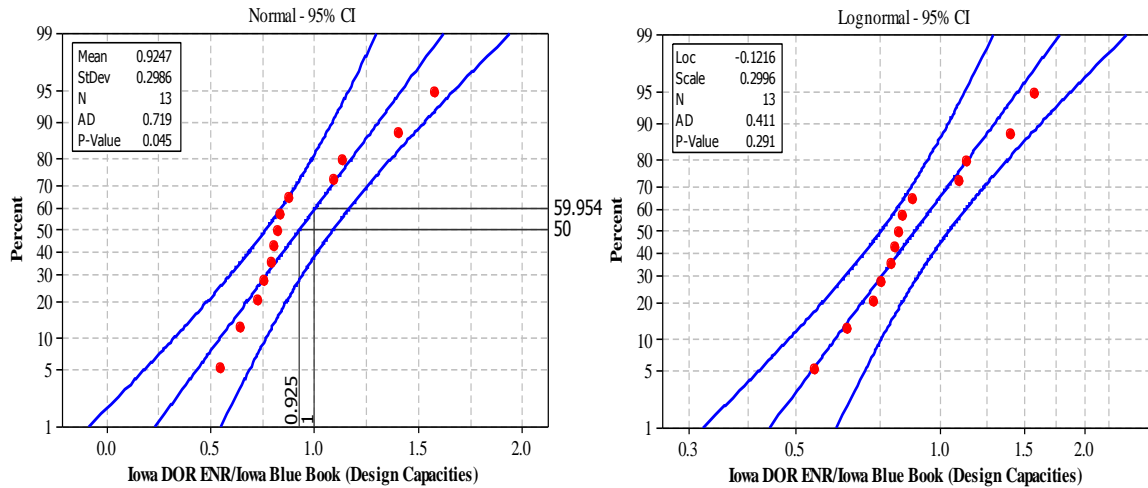 Normal - 95% CI
Mean 0.9247
StDev 0.2986
N 13
AD 0.719
P-Value 0.045
Percent
99
95
90
80
70
60
50
40
30
20
10
5
1
59.954
50
0.925
1
0.0 0.5 1.0 1.5 2.0
Iowa DOR ENR/Iowa Blue Book (Design Capacities)
Lognormal - 95% CI
Loc -0.1216
Scale 0.2996
N 13
AD 0.411
P-Value 0.291
Percent
99
95
90
80
70
60
50
40
30
20
10
5
1
0.3 0.5 1.0 1.5 2.0
Iowa DOR ENR/Iowa Blue Book (Design Capacities)